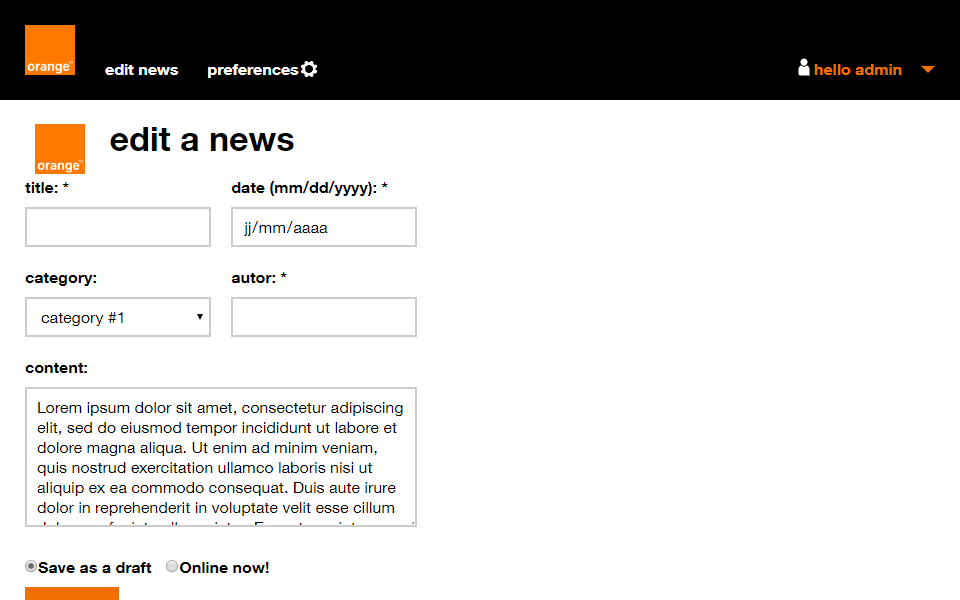 orange™
edit news
preferences
hello admin
orange™
edit a news
title: *
date (mm/dd/yyyy): *
jj/mm/aaaa
category:
autor: *
category #1
content:
Lorem ipsum dolor sit amet, consectetur adipiscing
elit, sed do eiusmod tempor incididunt ut labore et
dolore magna aliqua. Ut enim ad minim veniam,
quis nostrud exercitation ullamco laboris nisi ut
aliquip ex ea commodo consequat. Duis aute irure
dolor in reprehenderit in voluptate velit esse cillum
Save as a draft
Online now!